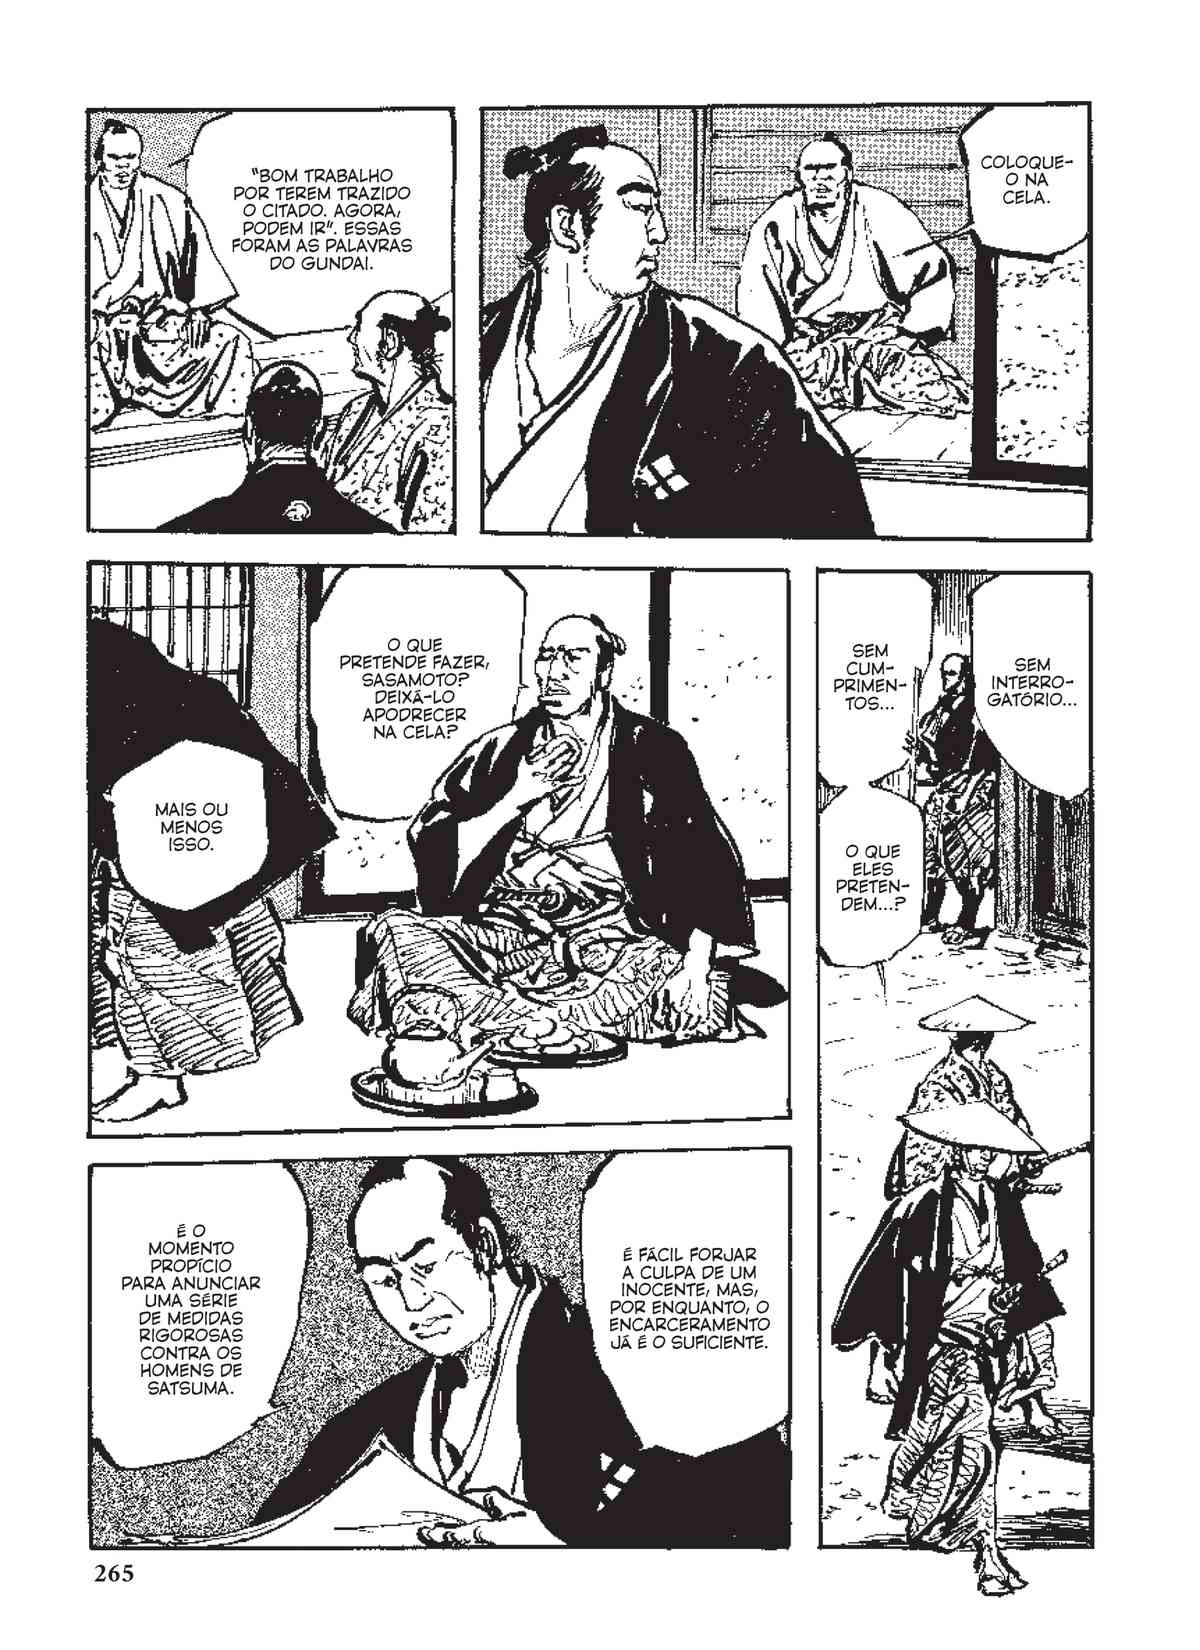 COLOQUE-
O NA
CELA.
"BOM TRABALHO
POR TEREM TRAZIDO
O CITADO. AGORA,
PODEM IR". ESSAS
FORAM AS PALAVRAS
DO GUNDAI.
SEM
INTERRO-
GATÓRIO...
SEM
CUM-
PRIMEN-
TOS...
O QUE
ELES
PRETEN-
DEM...?
O QUE
PRETENDE FAZER,
SASAMOTO?
DEIXÁ-LO
APODRECER
NA CELA?
MAIS OU
MENOS
ISSO.
É FÁCIL FORJAR
A CULPA DE UM
INOCENTE, MAS,
POR ENQUANTO, O
ENCARCERAMENTO
JÁ É O SUFICIENTE.
É O
MOMENTO
PROPÍCIO
PARA ANUNCIAR
UMA SÉRIE
DE MEDIDAS
RIGOROSAS
CONTRA OS
HOMENS DE
SATSUMA.
265